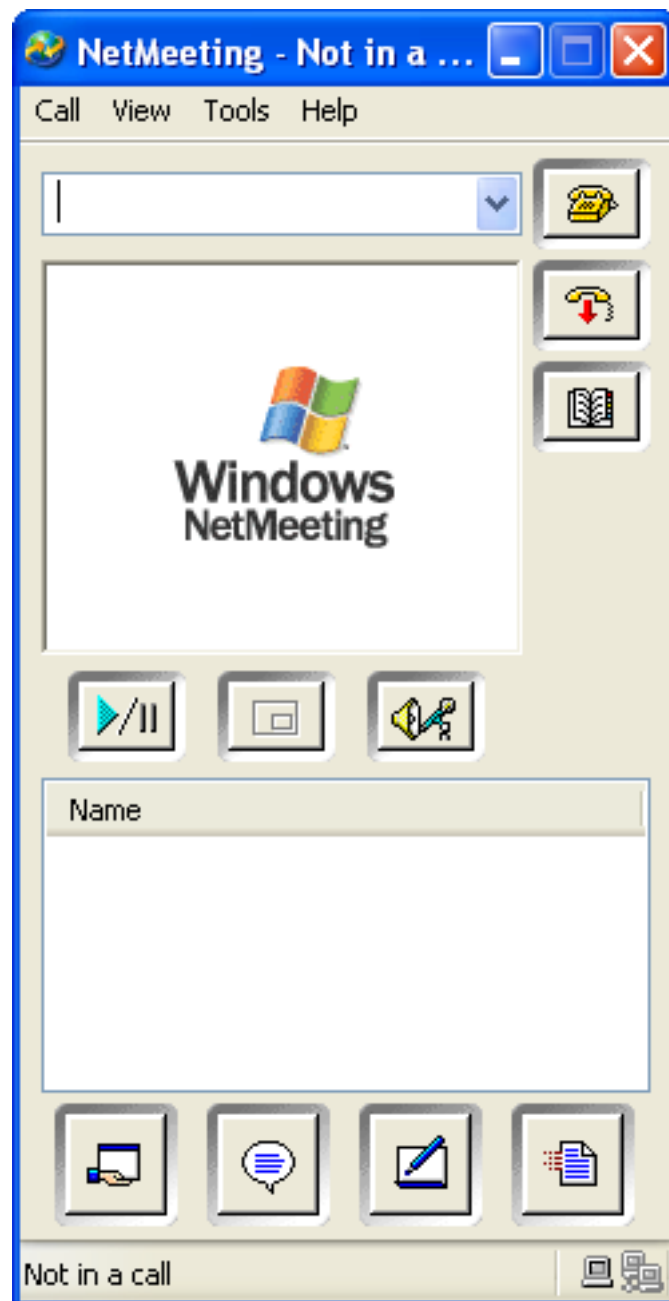 NetMeeting - Not in a ...
Call View Tools Help
Windows
NetMeeting
Name
Not in a call